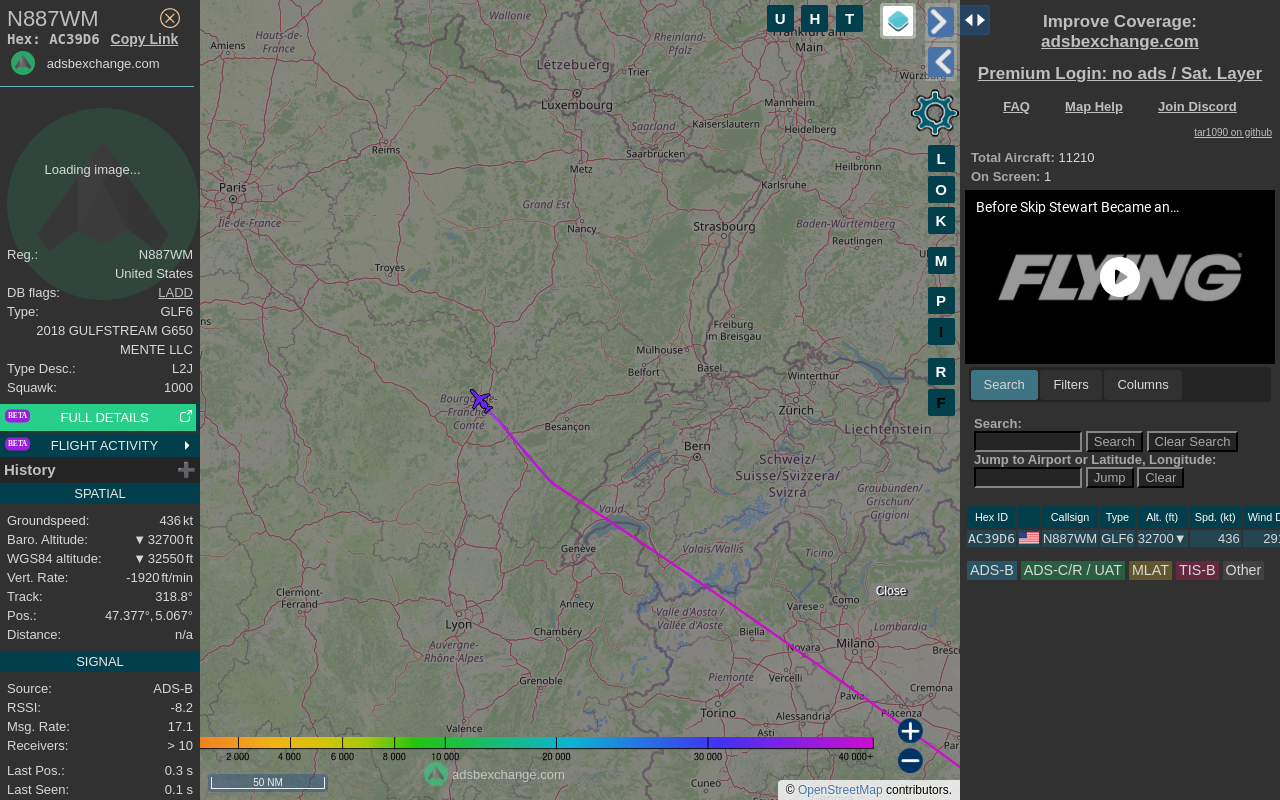 N887WM
Hex: AC39D6 Copy Link
adsbexchange.com
Loading image...
Reg.: N887WM
United States
DB flags: LADD
Type: GLF6
2018 GULFSTREAM G650
MENTE LLC
Type Desc.: L2J
Squawk: 1000
BETA FULL DETAILS
BETA FLIGHT ACTIVITY
History
SPATIAL
Groundspeed: 436 kt
Baro. Altitude: ▼ 32700 ft
WGS84 altitude: ▼ 32550 ft
Vert. Rate: -1920 ft/min
Track: 318.8°
Pos.: 47.377°, 5.067°
Distance: n/a
SIGNAL
Source: ADS-B
RSSI: -8.2
Msg. Rate: 17.1
Receivers: > 10
Last Pos.: 0.3 s
Last Seen: 0.1 s
U H T
L
O
K
M
P
I
R
F
Wallonie
Hauts-de-
France
Amiens
Rheinland-
Pfalz
Frankfurt am
Main
Lëtzebuerg
Trier
Würzburg
Luxembourg
Mannheim
Saarland
Kaiserslautern
Heidelberg
Reims
Saarbrücken
Metz
Heilbronn
Paris
Karlsruhe
Grand Est
Île-de-France
Nancy
Strasbourg
Baden-Württemberg
Reutlingen
Troyes
Freiburg
im Breisgau
Mulhouse
Belfort
Basel
Winterthur
Bourgogne-
Franche-
Comté
Zürich
Besançon
Liechtenstein
Bern
Schweiz/
Suisse/Svizzera/
Svizra
Graubünden/
Grischun/
Grigioni
Vaud
Genève
Valais/Wallis
Ticino
Clermont-
Ferrand
Annecy
Close
Varese
Como
Lyon
Valle d'Aosta /
Vallée d'Aoste
Chambéry
Biella
Lombardia
Auvergne-
Rhône-Alpes
Novara
Milano
Bresc
Grenoble
Piemonte
Vercelli
Cremona
Pavia
Torino
Piacenza
Alessandria
Valence
Asti
Par
Cuneo
2 000 4 000 6 000 8 000 10 000 20 000 30 000 40 000+
adsbexchange.com
50 NM
© OpenStreetMap contributors.
Improve Coverage:
adsbexchange.com
Premium Login: no ads / Sat. Layer
FAQ Map Help Join Discord
tar1090 on github
Total Aircraft: 11210
On Screen: 1
Before Skip Stewart Became an…
FLYING
Search Filters Columns
Search:
Search Clear Search
Jump to Airport or Latitude, Longitude:
Jump Clear
Hex ID Callsign Type Alt. (ft) Spd. (kt) Wind D
AC39D6 N887WM GLF6 32700▼ 436 291
ADS-B ADS-C/R / UAT MLAT TIS-B Other